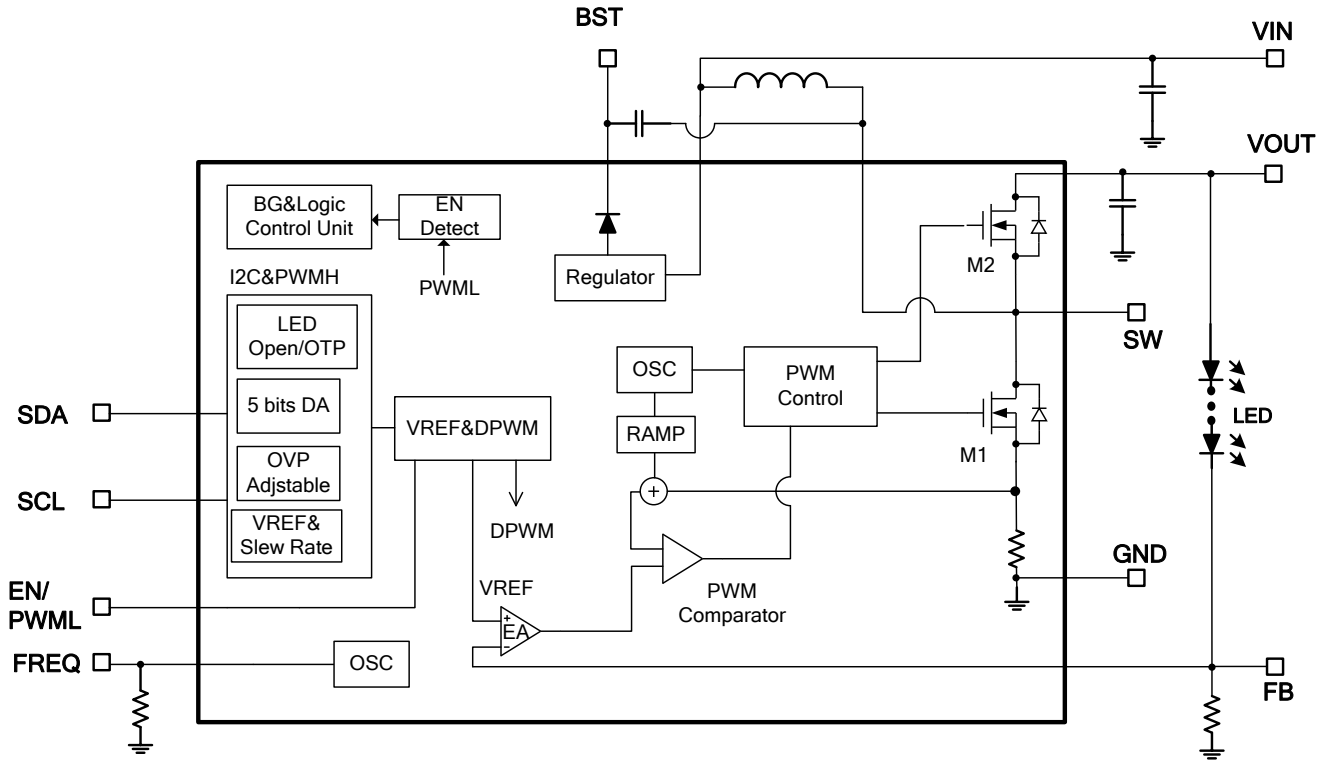 BST
VIN
VOUT
BG&Logic
Control Unit
EN
Detect
PWML
Regulator
M2
SW
I2C&PWMH
LED
Open/OTP
5 bits DA
OVP
Adjstable
VREF&
Slew Rate
VREF&DPWM
DPWM
OSC
RAMP
+
PWM
Control
M1
LED
SDA
SCL
EN/
PWML
FREQ
OSC
VREF
+
EA
-
PWM
Comparator
GND
FB